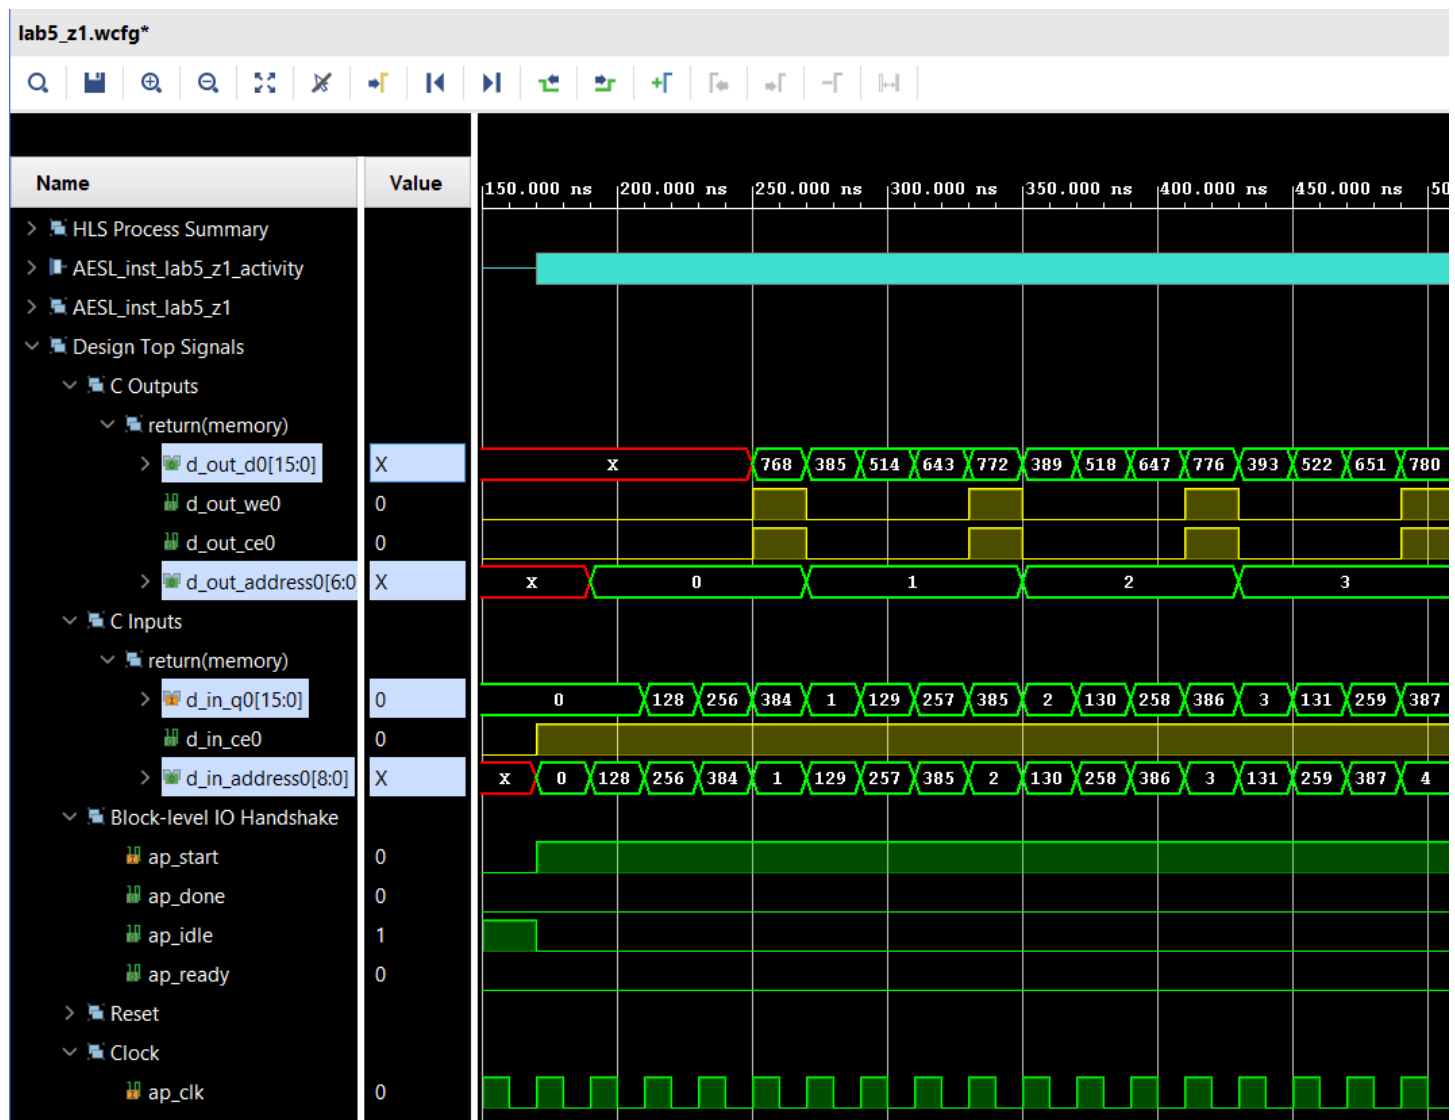 lab5_z1.wcfg*
Name Value 150.000 ns 200.000 ns 250.000 ns 300.000 ns 350.000 ns 400.000 ns 450.000 ns 50
HLS Process Summary
AESL_inst_lab5_z1_activity
AESL_inst_lab5_z1
Design Top Signals
C Outputs
return(memory)
d_out_d0[15:0] X X 768 385 514 643 772 389 518 647 776 393 522 651 780
d_out_we0 0
d_out_ce0 0
d_out_address0[6:0 X X 0 1 2 3
C Inputs
return(memory)
d_in_q0[15:0] 0 0 128 256 384 1 129 257 385 2 130 258 386 3 131 259 387
d_in_ce0 0
d_in_address0[8:0] X X 0 128 256 384 1 129 257 385 2 130 258 386 3 131 259 387 4
Block-level IO Handshake
ap_start 0
ap_done 0
ap_idle 1
ap_ready 0
Reset
Clock
ap_clk 0